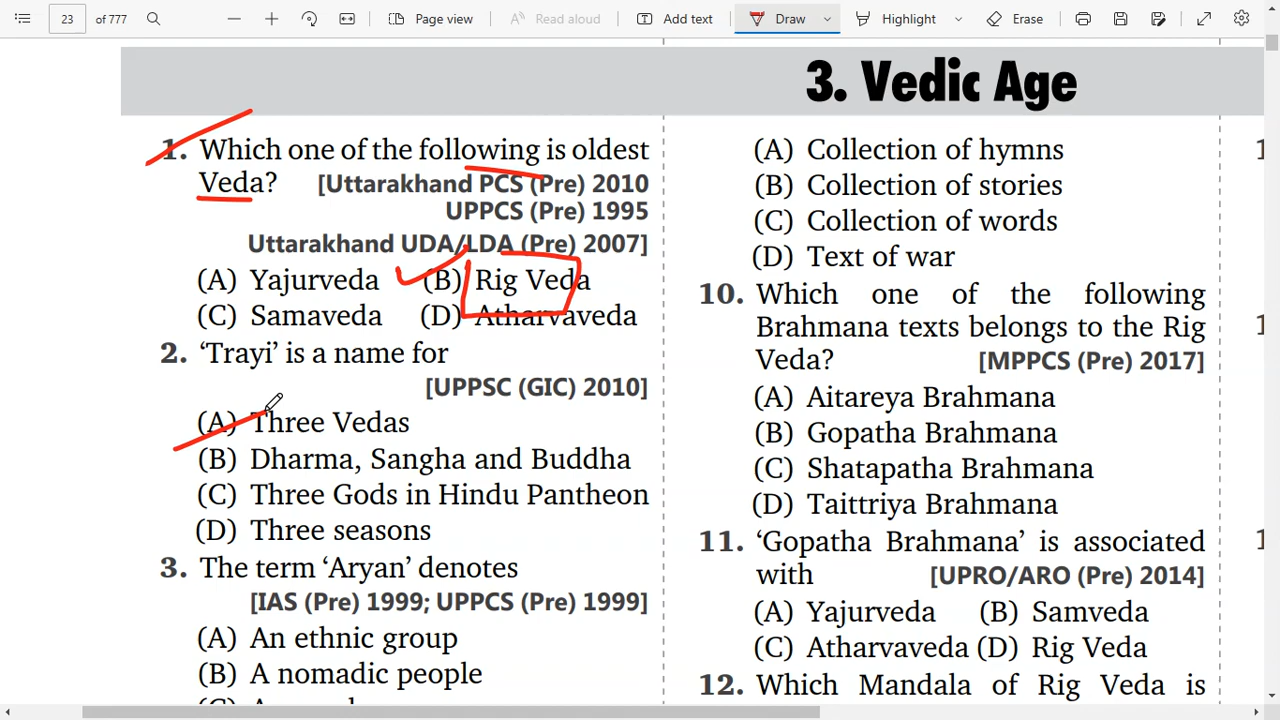 23
of 777
Page view
Read aloud
Add text
Draw
Highlight
Erase
3. Vedic Age
1. Which one of the following is oldest
Veda? [Uttarakhand PCS (Pre) 2010
UPPCS (Pre) 1995
Uttarakhand UDA/LDA (Pre) 2007]
(A) Yajurveda (B) Rig Veda
(C) Samaveda (D) Atharvaveda
2. ‘Trayi’ is a name for
[UPPSC (GIC) 2010]
(A) Three Vedas
(B) Dharma, Sangha and Buddha
(C) Three Gods in Hindu Pantheon
(D) Three seasons
3. The term ‘Aryan’ denotes
[IAS (Pre) 1999; UPPCS (Pre) 1999]
(A) An ethnic group
(B) A nomadic people
(A) Collection of hymns
(B) Collection of stories
(C) Collection of words
(D) Text of war
10. Which one of the following
Brahmana texts belongs to the Rig
Veda? [MPPCS (Pre) 2017]
(A) Aitareya Brahmana
(B) Gopatha Brahmana
(C) Shatapatha Brahmana
(D) Taittriya Brahmana
11. ‘Gopatha Brahmana’ is associated
with [UPRO/ARO (Pre) 2014]
(A) Yajurveda (B) Samveda
(C) Atharvaveda (D) Rig Veda
12. Which Mandala of Rig Veda is